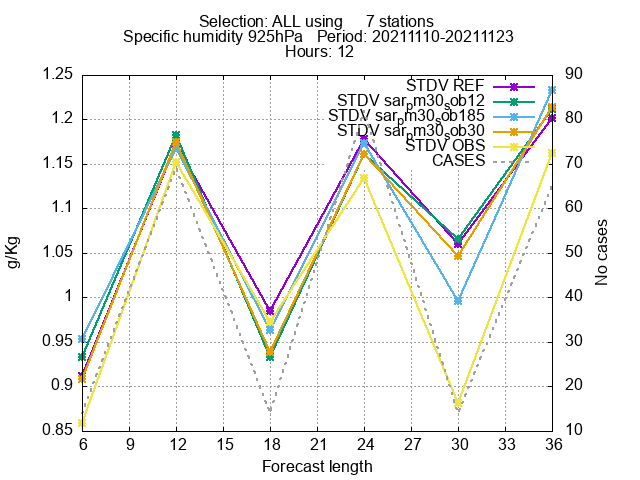 Selection: ALL using 7 stations
Specific humidity 925hPa Period: 20211110-20211123
Hours: 12
1.25 90
STDV REF
STDV sarpm30sob12
STDV sarpm30sob185
STDV sarpm30sob30
STDV OBS
CASES
1.2 80
1.15 70
1.1 60
1.05 50
1 40
0.95 30
0.9 20
0.85 10
g/Kg
No cases
6 9 12 15 18 21 24 27 30 33 36
Forecast length